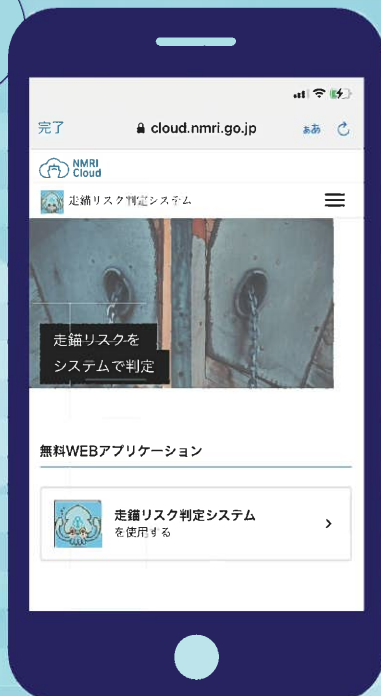 完了
cloud.nmri.go.jp
ぁあ
NMRI
Cloud
走錨リスク判定システム
走錨リスクを
システムで判定
無料WEBアプリケーション
走錨リスク判定システム
を使用する